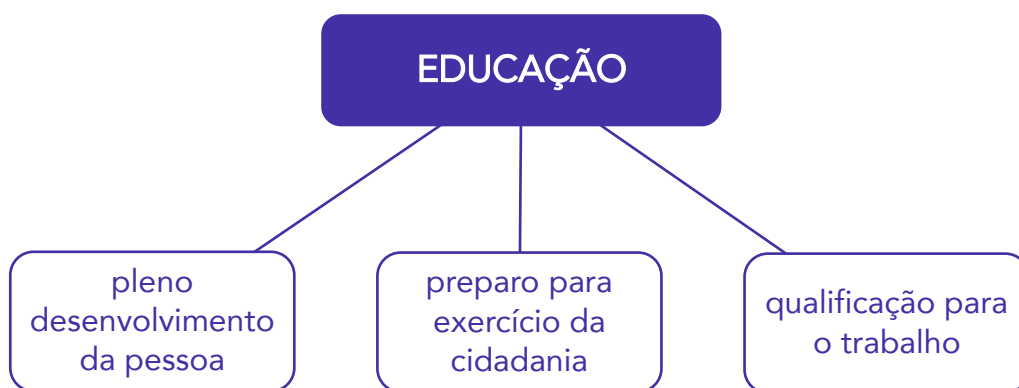 EDUCAÇÃO
pleno
desenvolvimento
da pessoa
preparo para
exercício da
cidadania
qualificação para
o trabalho